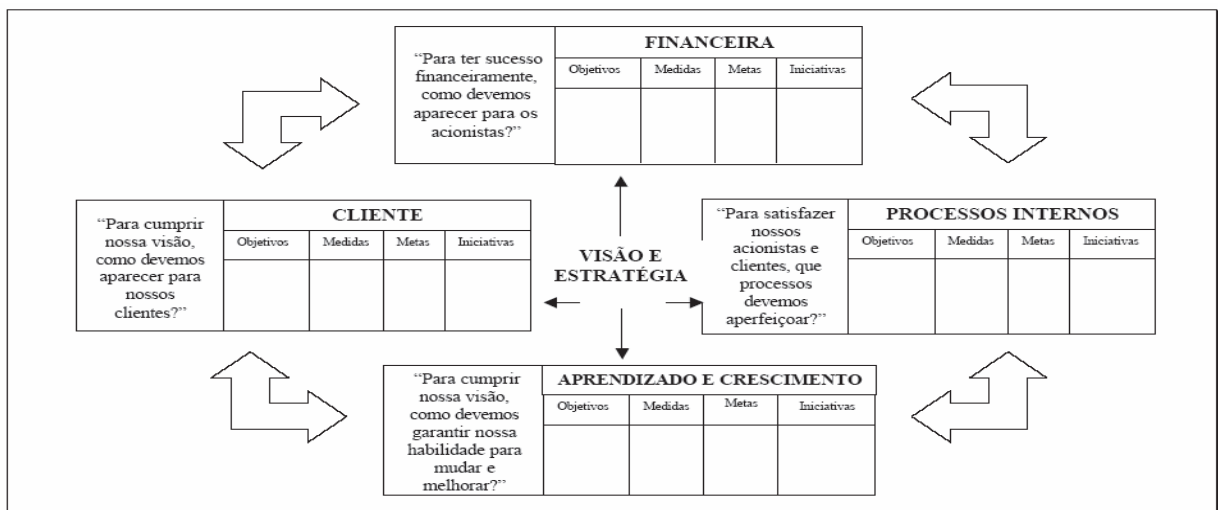 “Para ter sucesso
financeiramente,
como devemos
aparecer para os
acionistas?”
FINANCEIRA
Objetivos Medidas Metas Iniciativas
“Para cumprir
nossa visão,
como devemos
aparecer para
nossos
clientes?”
CLIENTE
Objetivos Medidas Metas Iniciativas
VISÃO E
ESTRATÉGIA
“Para satisfazer
nossos
acionistas e
clientes, que
processos
devemos
aperfeiçoar?”
PROCESSOS INTERNOS
Objetivos Medidas Metas Iniciativas
“Para cumprir
nossa visão,
como devemos
garantir nossa
habilidade para
mudar e
melhorar?”
APRENDIZADO E CRESCIMENTO
Objetivos Medidas Metas Iniciativas